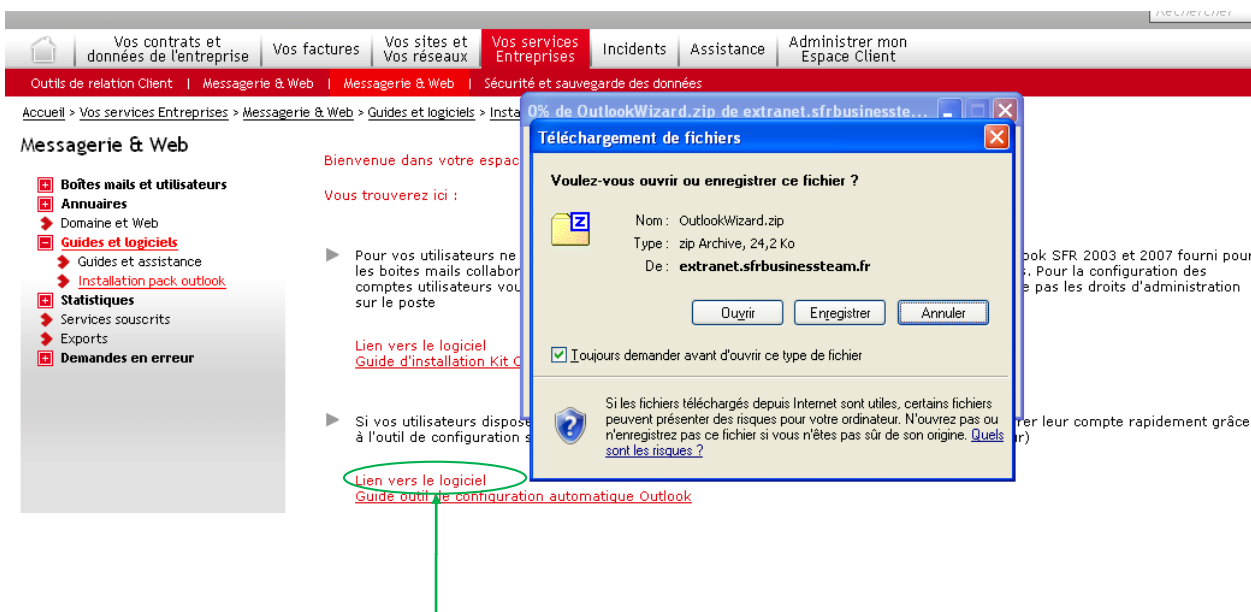 Rechercher
Vos contrats et
données de l'entreprise
Vos factures
Vos sites et
Vos réseaux
Vos services
Entreprises
Incidents
Assistance
Administrer mon
Espace Client
Outils de relation Client | Messagerie & Web | Messagerie & Web | Sécurité et sauvegarde des données
Accueil > Vos services Entreprises > Messagerie & Web > Guides et logiciels > Insta
Messagerie & Web
Boîtes mails et utilisateurs
Annuaires
Domaine et Web
Guides et logiciels
Guides et assistance
Installation pack outlook
Statistiques
Services souscrits
Exports
Demandes en erreur
Bienvenue dans votre espac
Vous trouverez ici :
Pour vos utilisateurs ne
ook SFR 2003 et 2007 fourni pour
les boites mails collabor
. Pour la configuration des
comptes utilisateurs vou
e pas les droits d'administration
sur le poste
Lien vers le logiciel
Guide d'installation Kit
Si vos utilisateurs dispose
rer leur compte rapidement grâce
à l'outil de configuration s
r)
Lien vers le logiciel
Guide outil de configuration automatique Outlook
0% de OutlookWizard.zip de extranet.sfrbusinesste...
Téléchargement de fichiers
Voulez-vous ouvrir ou enregistrer ce fichier ?
Nom : OutlookWizard.zip
Type : zip Archive, 24,2 Ko
De : extranet.sfrbusinessteam.fr
Ouvrir
Enregistrer
Annuler
Toujours demander avant d'ouvrir ce type de fichier
Si les fichiers téléchargés depuis Internet sont utiles, certains fichiers
peuvent présenter des risques pour votre ordinateur. N'ouvrez pas ou
n'enregistrez pas ce fichier si vous n'êtes pas sûr de son origine. Quels
sont les risques ?